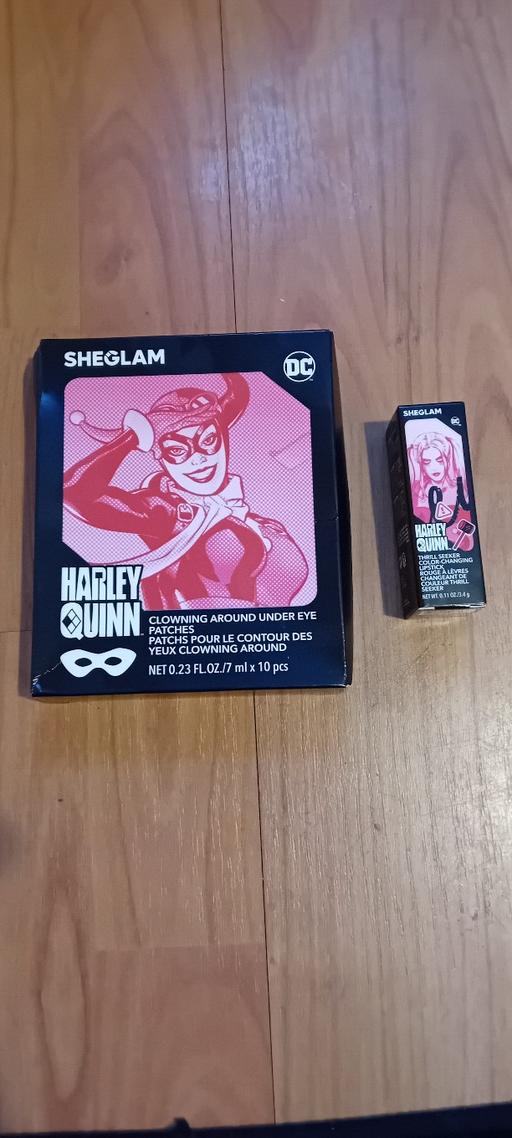 SHEGLAM
DC
HARLEY
QUINN
CLOWNING AROUND UNDER EYE
PATCHES
PATCHS POUR LE CONTOUR DES
YEUX CLOWNING AROUND
NET 0.23 FL.OZ./7 ml x 10 pcs
SHEGLAM
DC
HARLEY
QUINN
THRILL SEEKER
COLOR-CHANGING
LIPSTICK
ROUGE À LÈVRES
CHANGEANT DE
COULEUR THRILL
SEEKER
NET WT. 0.11 OZ/3.4 g